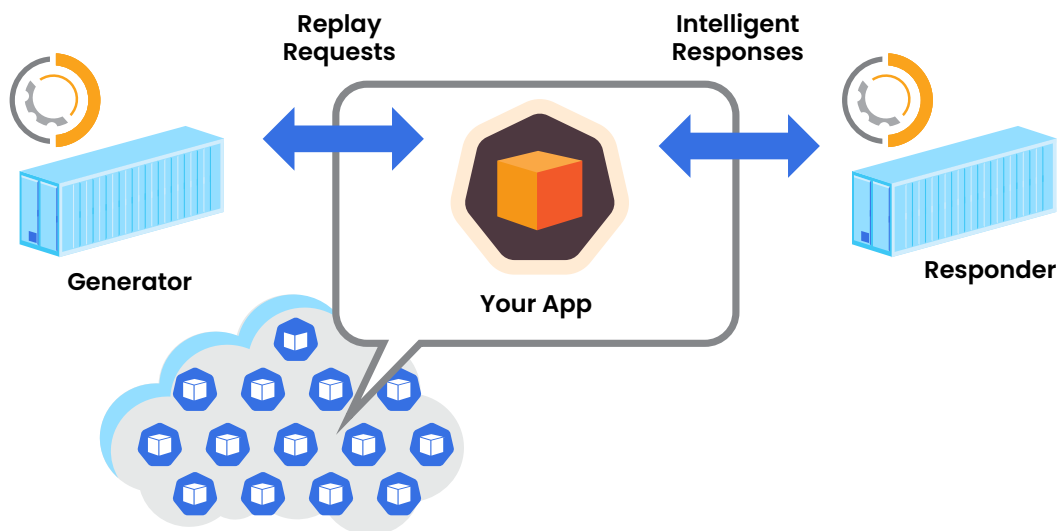 Replay
Requests
Intelligent
Responses
Generator
Your App
Responder